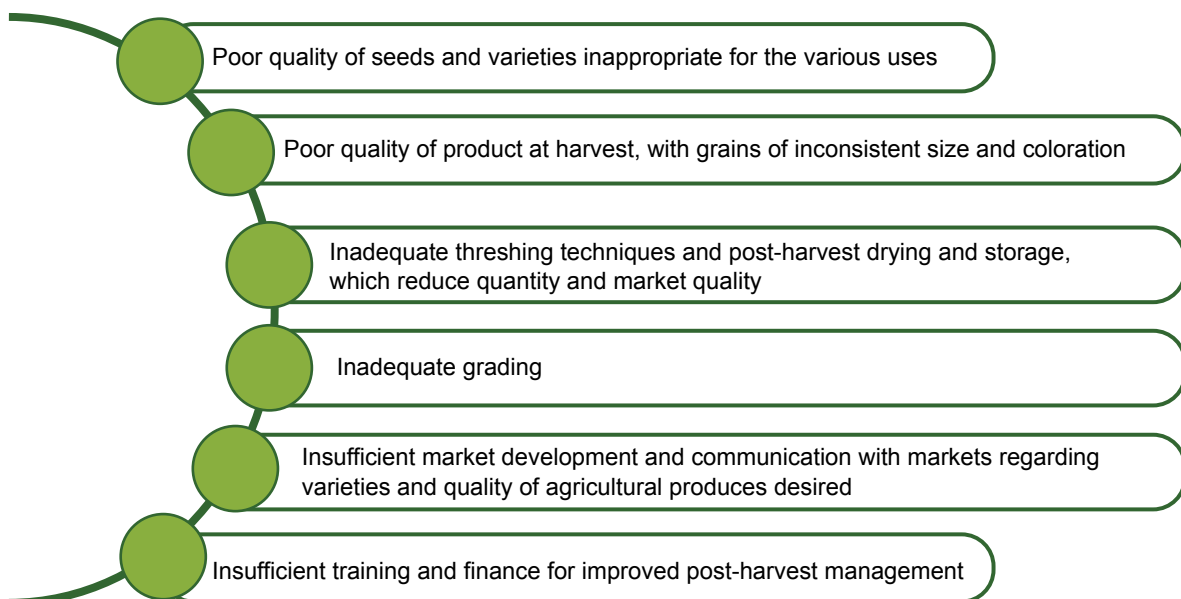 Poor quality of seeds and varieties inappropriate for the various uses
Poor quality of product at harvest, with grains of inconsistent size and coloration
Inadequate threshing techniques and post-harvest drying and storage,
which reduce quantity and market quality
Inadequate grading
Insufficient market development and communication with markets regarding
varieties and quality of agricultural produces desired
Insufficient training and finance for improved post-harvest management